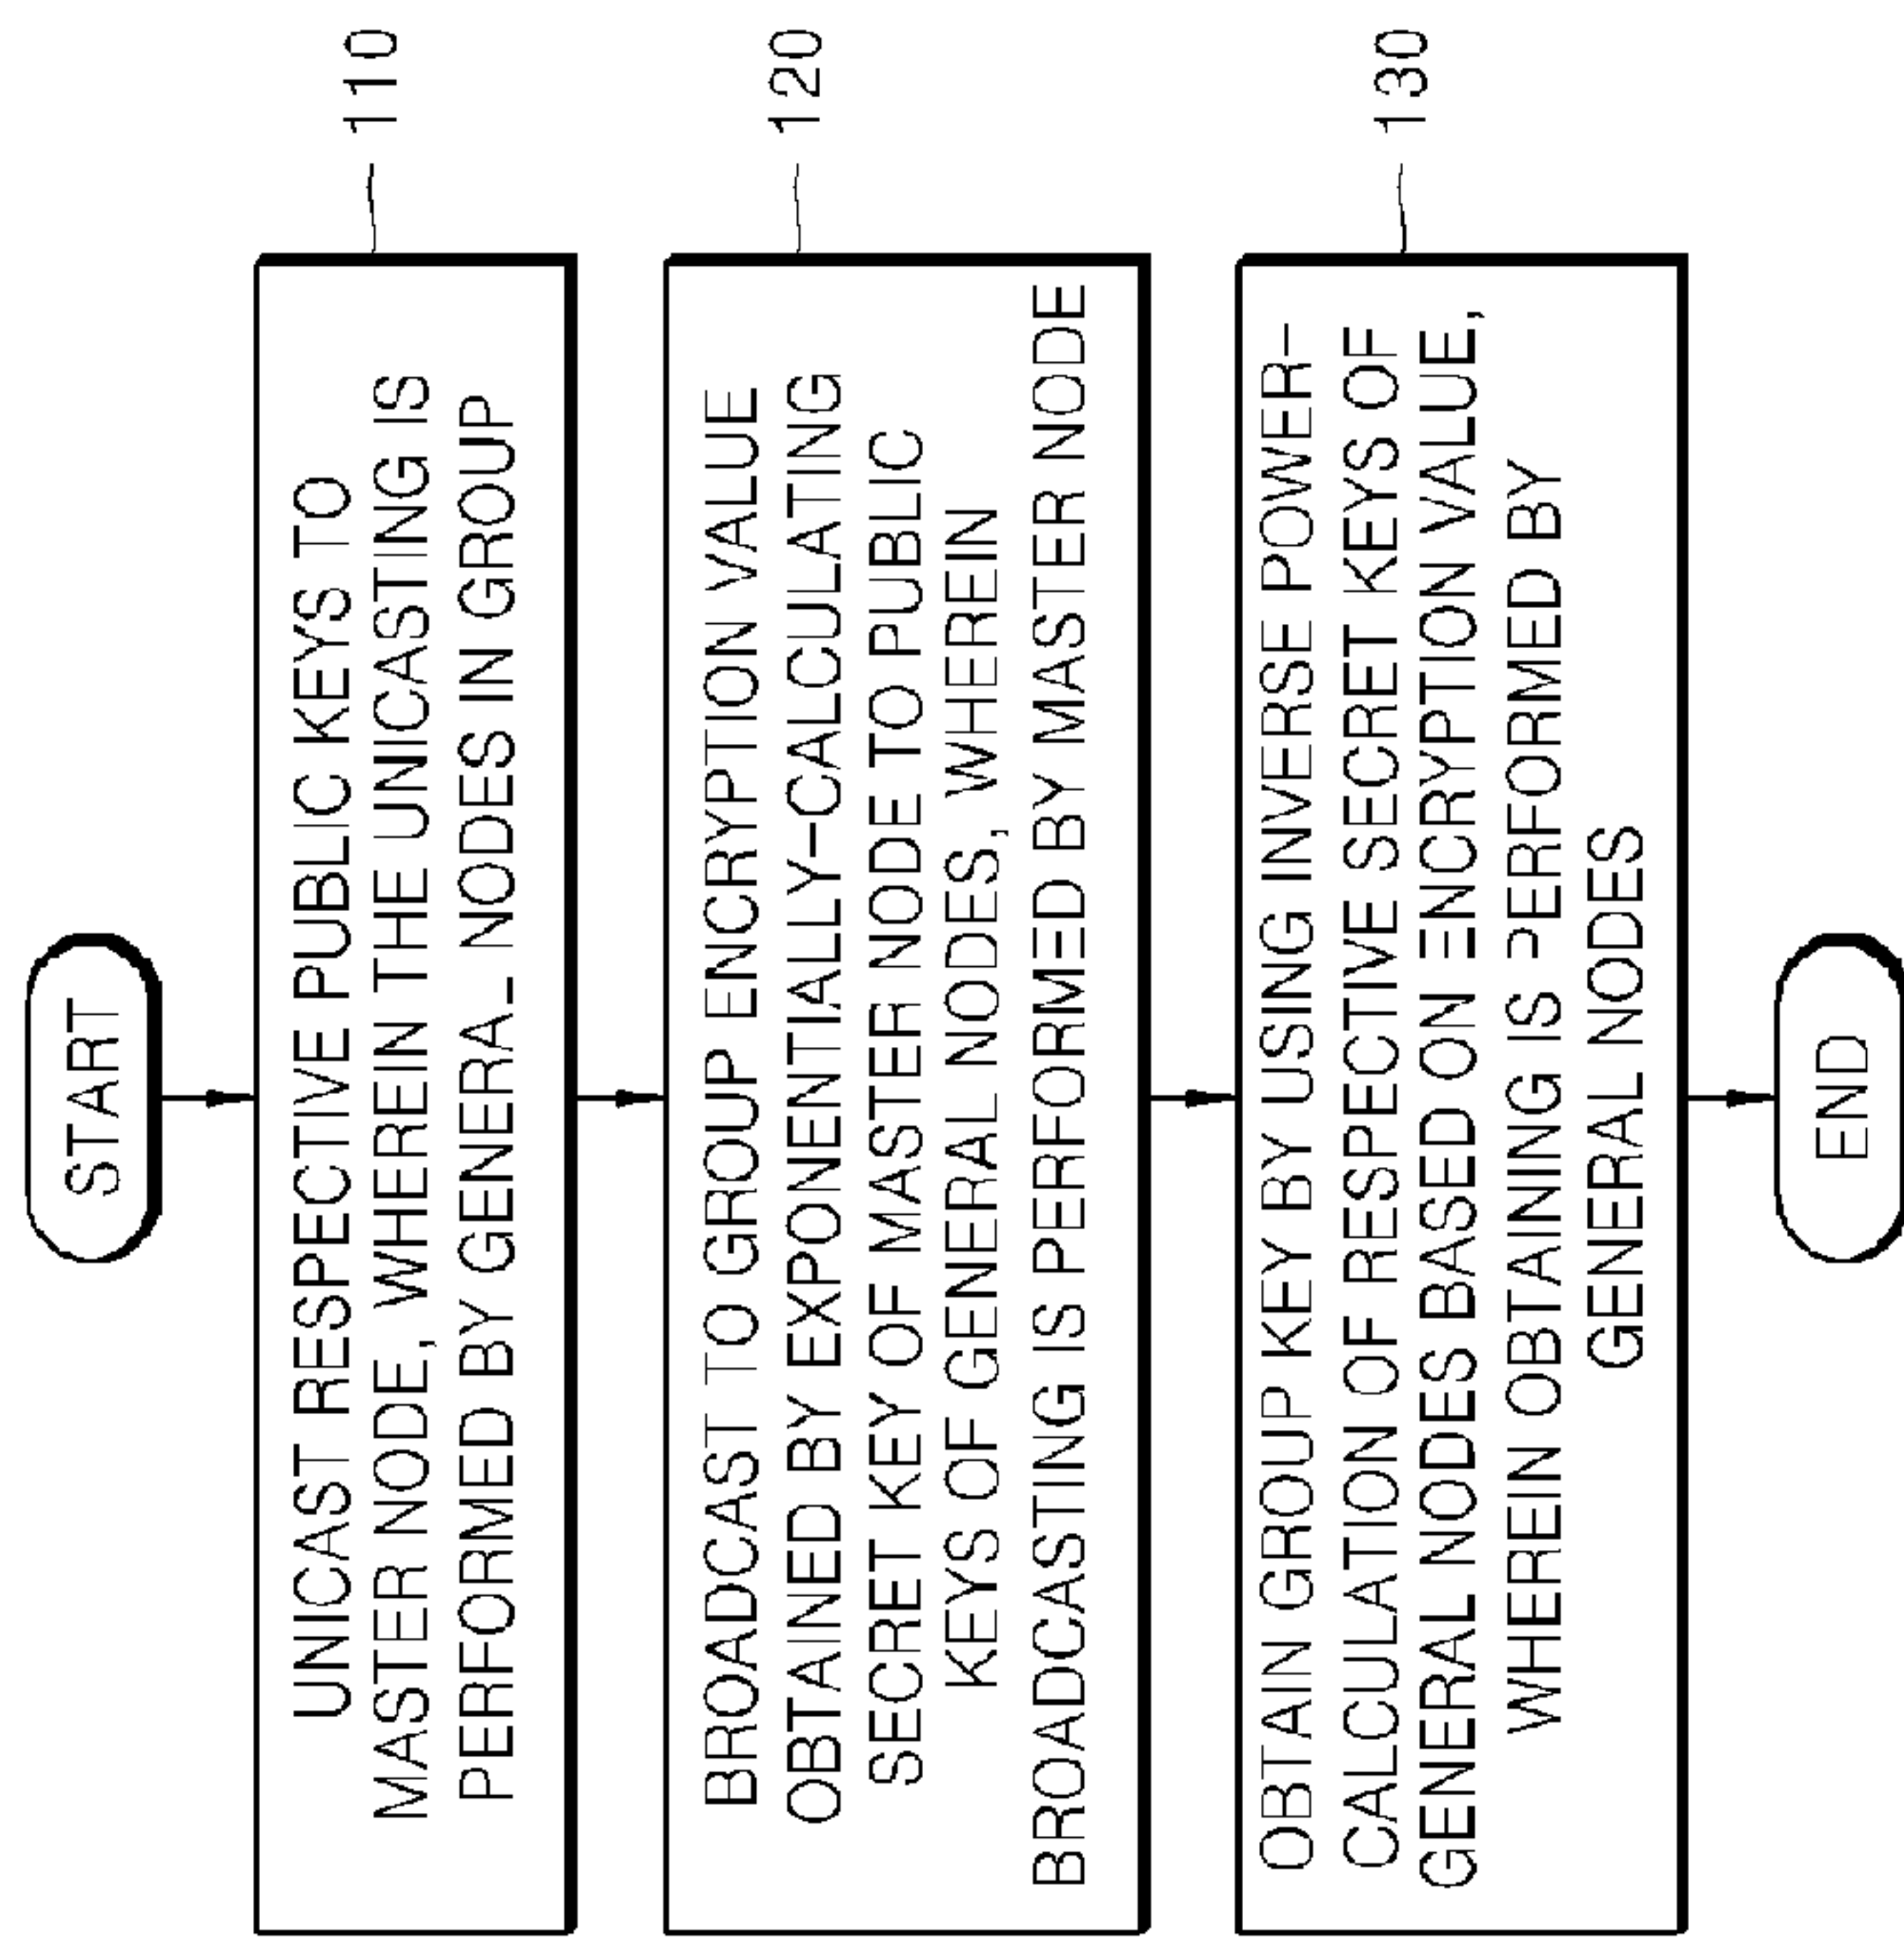 START
110
UNICAST RESPECTIVE PUBLIC KEYS TO
MASTER NODE, WHEREIN THE UNICASTING IS
PERFORMED BY GENERAL NODES IN GROUP
120
BROADCAST TO GROUP ENCRYPTION VALUE
OBTAINED BY EXPONENTIALLY-CALCULATING
SECRET KEY OF MASTER NODE TO PUBLIC
KEYS OF GENERAL NODES, WHEREIN
BROADCASTING IS PERFORMED BY MASTER NODE
130
OBTAIN GROUP KEY BY USING INVERSE POWER-
CALCULATION OF RESPECTIVE SECRET KEYS OF
GENERAL NODES BASED ON ENCRYPTION VALUE,
WHEREIN OBTAINING IS PERFORMED BY
GENERAL NODES
END